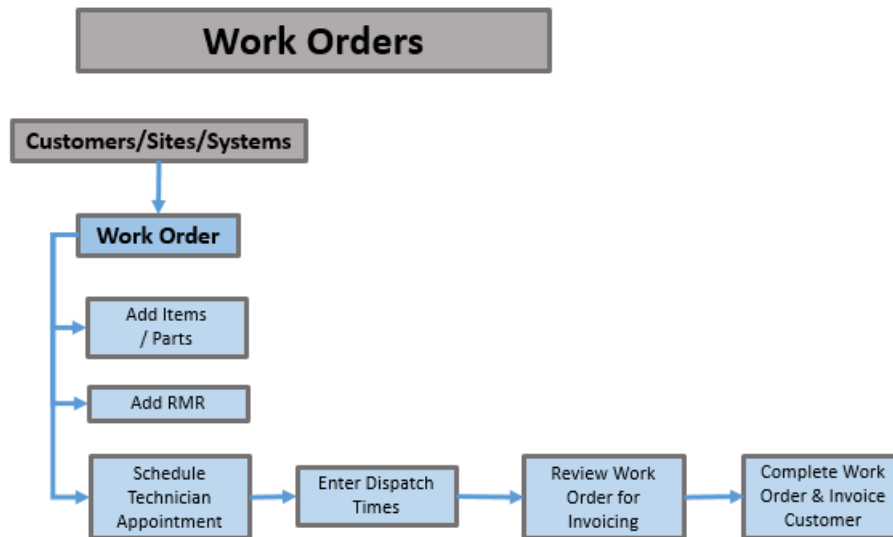 Work Orders
Customers/Sites/Systems
Work Order
Add Items
/ Parts
Add RMR
Schedule
Technician
Appointment
Enter Dispatch
Times
Review Work
Order for
Invoicing
Complete Work
Order & Invoice
Customer